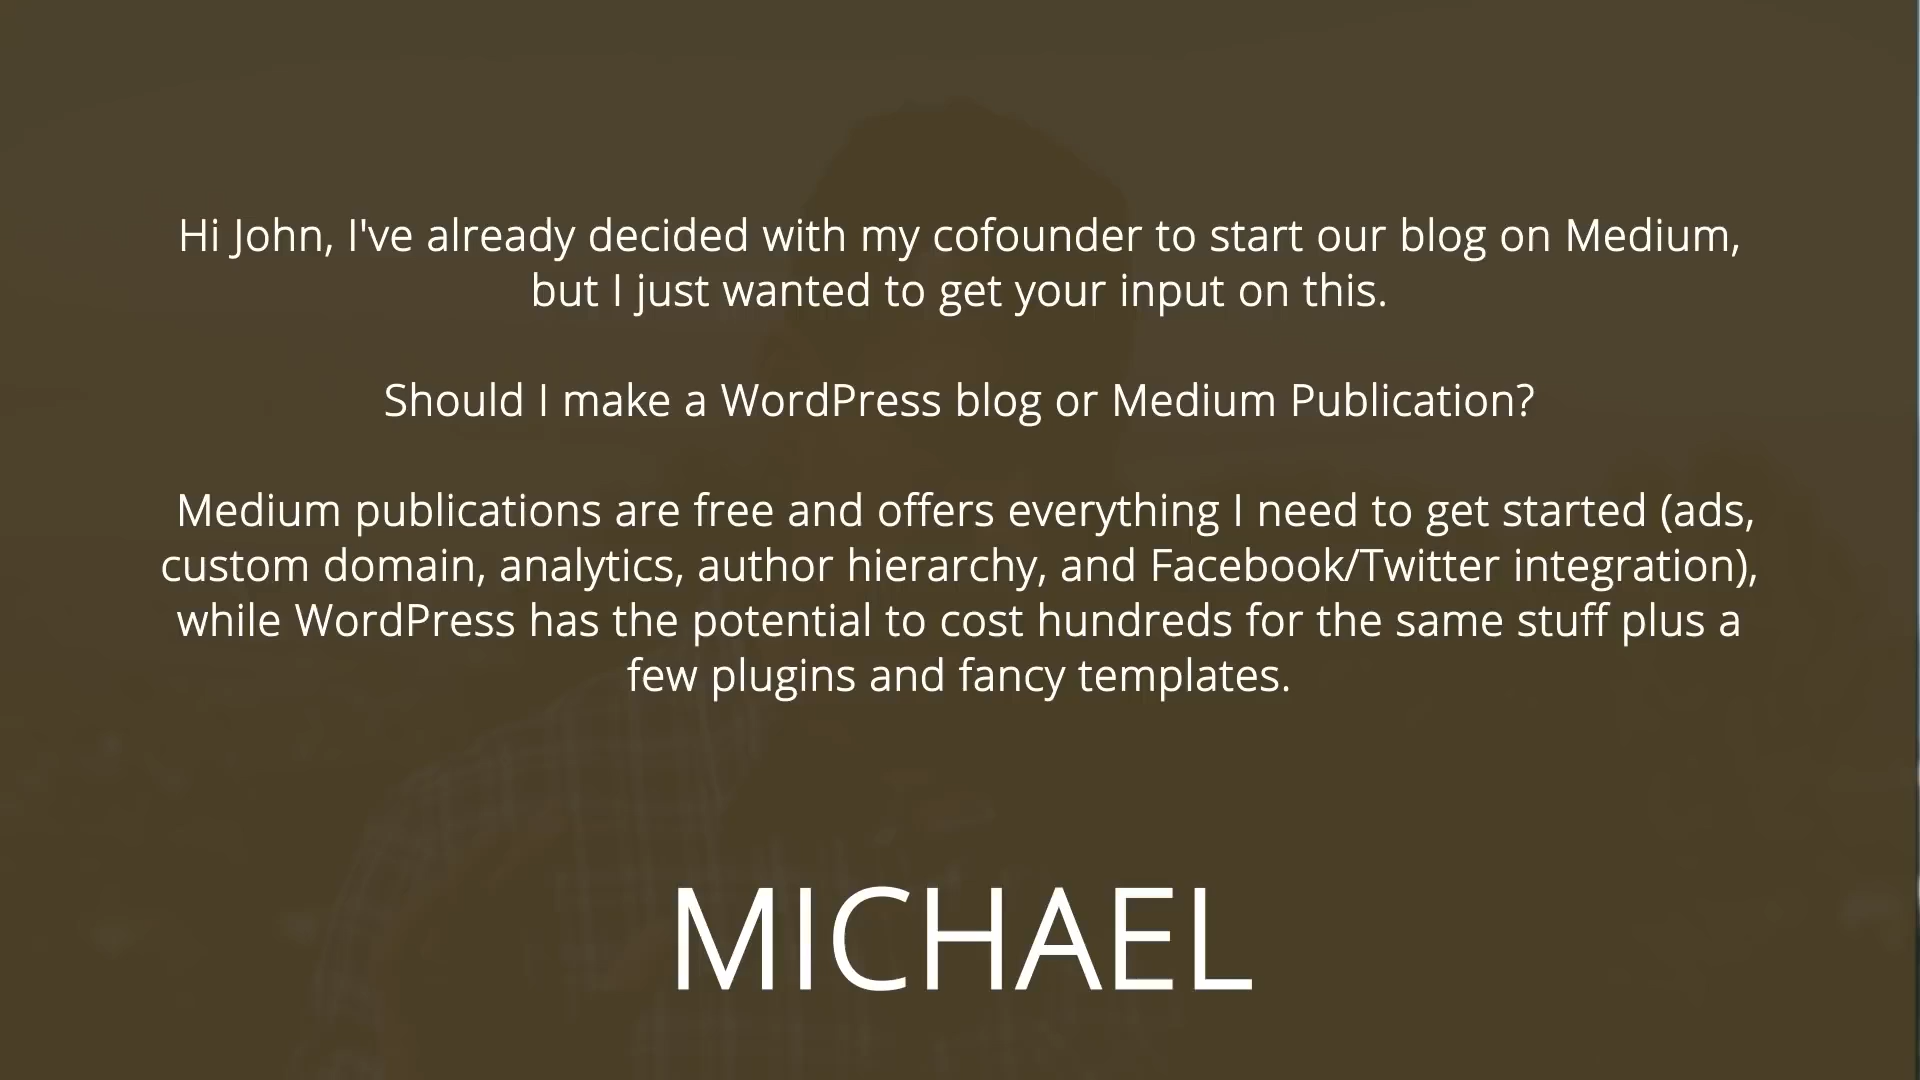 Hi John, I've already decided with my cofounder to start our blog on Medium,
but I just wanted to get your input on this.
Should I make a WordPress blog or Medium Publication?
Medium publications are free and offers everything I need to get started (ads,
custom domain, analytics, author hierarchy, and Facebook/Twitter integration),
while WordPress has the potential to cost hundreds for the same stuff plus a
few plugins and fancy templates.
MICHAEL